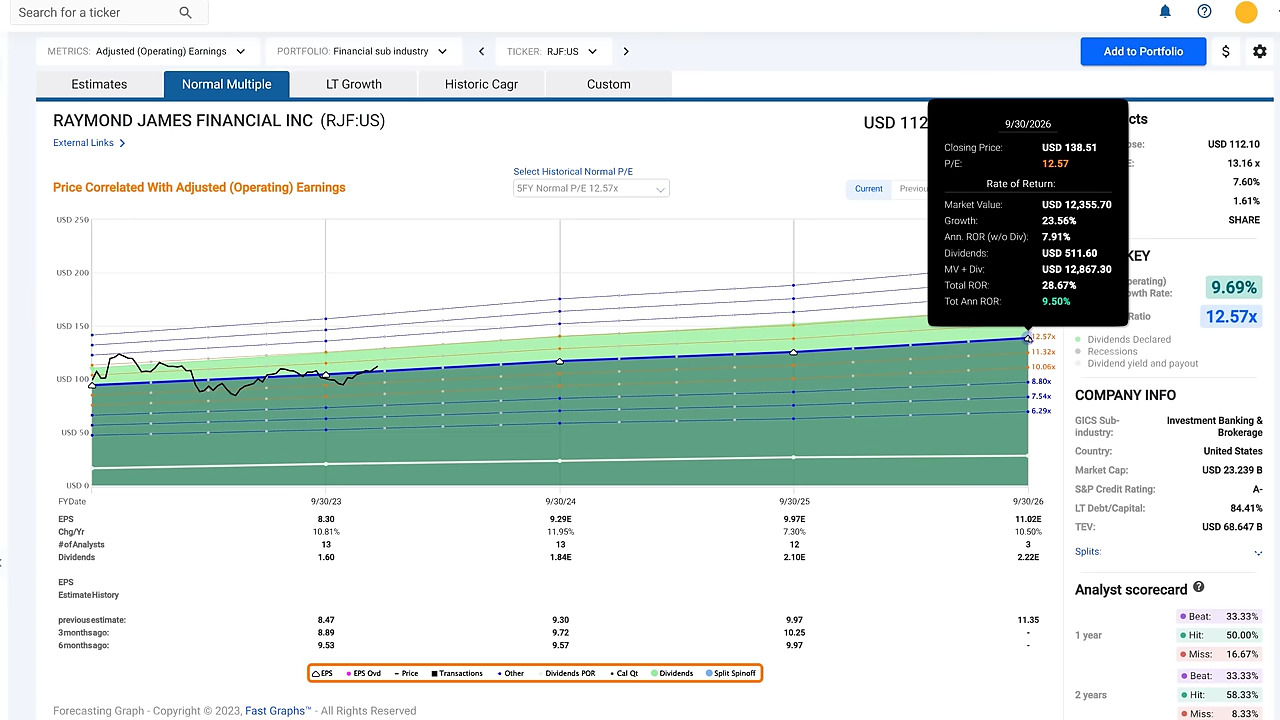 Search for a ticker
METRICS: Adjusted (Operating) Earnings PORTFOLIO: Financial sub industry TICKER: RJF:US Add to Portfolio $
Estimates Normal Multiple LT Growth Historic Cagr Custom
RAYMOND JAMES FINANCIAL INC (RJF:US) USD 112
External Links
Price Correlated With Adjusted (Operating) Earnings
Select Historical Normal P/E
5FY Normal P/E 12.57x
Current Previou
9/30/2026
Closing Price: USD 138.51
P/E: 12.57
Rate of Return:
Market Value: USD 12,355.70
Growth: 23.56%
Ann. ROR (w/o Div): 7.91%
Dividends: USD 511.60
MV + Div: USD 12,867.30
Total ROR: 28.67%
Tot Ann ROR: 9.50%
USD 250
USD 200
USD 150
USD 100
USD 50
USD 0
12.57x
11.32x
10.06x
8.80x
7.54x
6.29x
FYDate 9/30/23 9/30/24 9/30/25 9/30/26
EPS 8.30 9.29E 9.97E 11.02E
Chg/Yr 10.81% 11.95% 7.30% 10.50%
#ofAnalysts 13 13 12 3
Dividends 1.60 1.84E 2.10E 2.22E
EPS
EstimateHistory
previousestimate: 8.47 9.30 9.97 11.35
3monthsago: 8.89 9.72 10.25 -
6monthsago: 9.53 9.57 9.97 -
EPS EPS Ovd Price Transactions Other Dividends POR Cal Qt Dividends Split Spinoff
Forecasting Graph - Copyright © 2023, Fast Graphs™ - All Rights Reserved
cts
ose: USD 112.10
E: 13.16 x
7.60%
1.61%
SHARE
KEY
perating)
owth Rate: 9.69%
Ratio 12.57x
Dividends Declared
Recessions
Dividend yield and payout
COMPANY INFO
GICS Sub-industry: Investment Banking &
Brokerage
Country: United States
Market Cap: USD 23.239 B
S&P Credit Rating: A-
LT Debt/Capital: 84.41%
TEV: USD 68.647 B
Splits:
Analyst scorecard
1 year
Beat: 33.33%
Hit: 50.00%
Miss: 16.67%
2 years
Beat: 33.33%
Hit: 58.33%
Miss: 8.33%